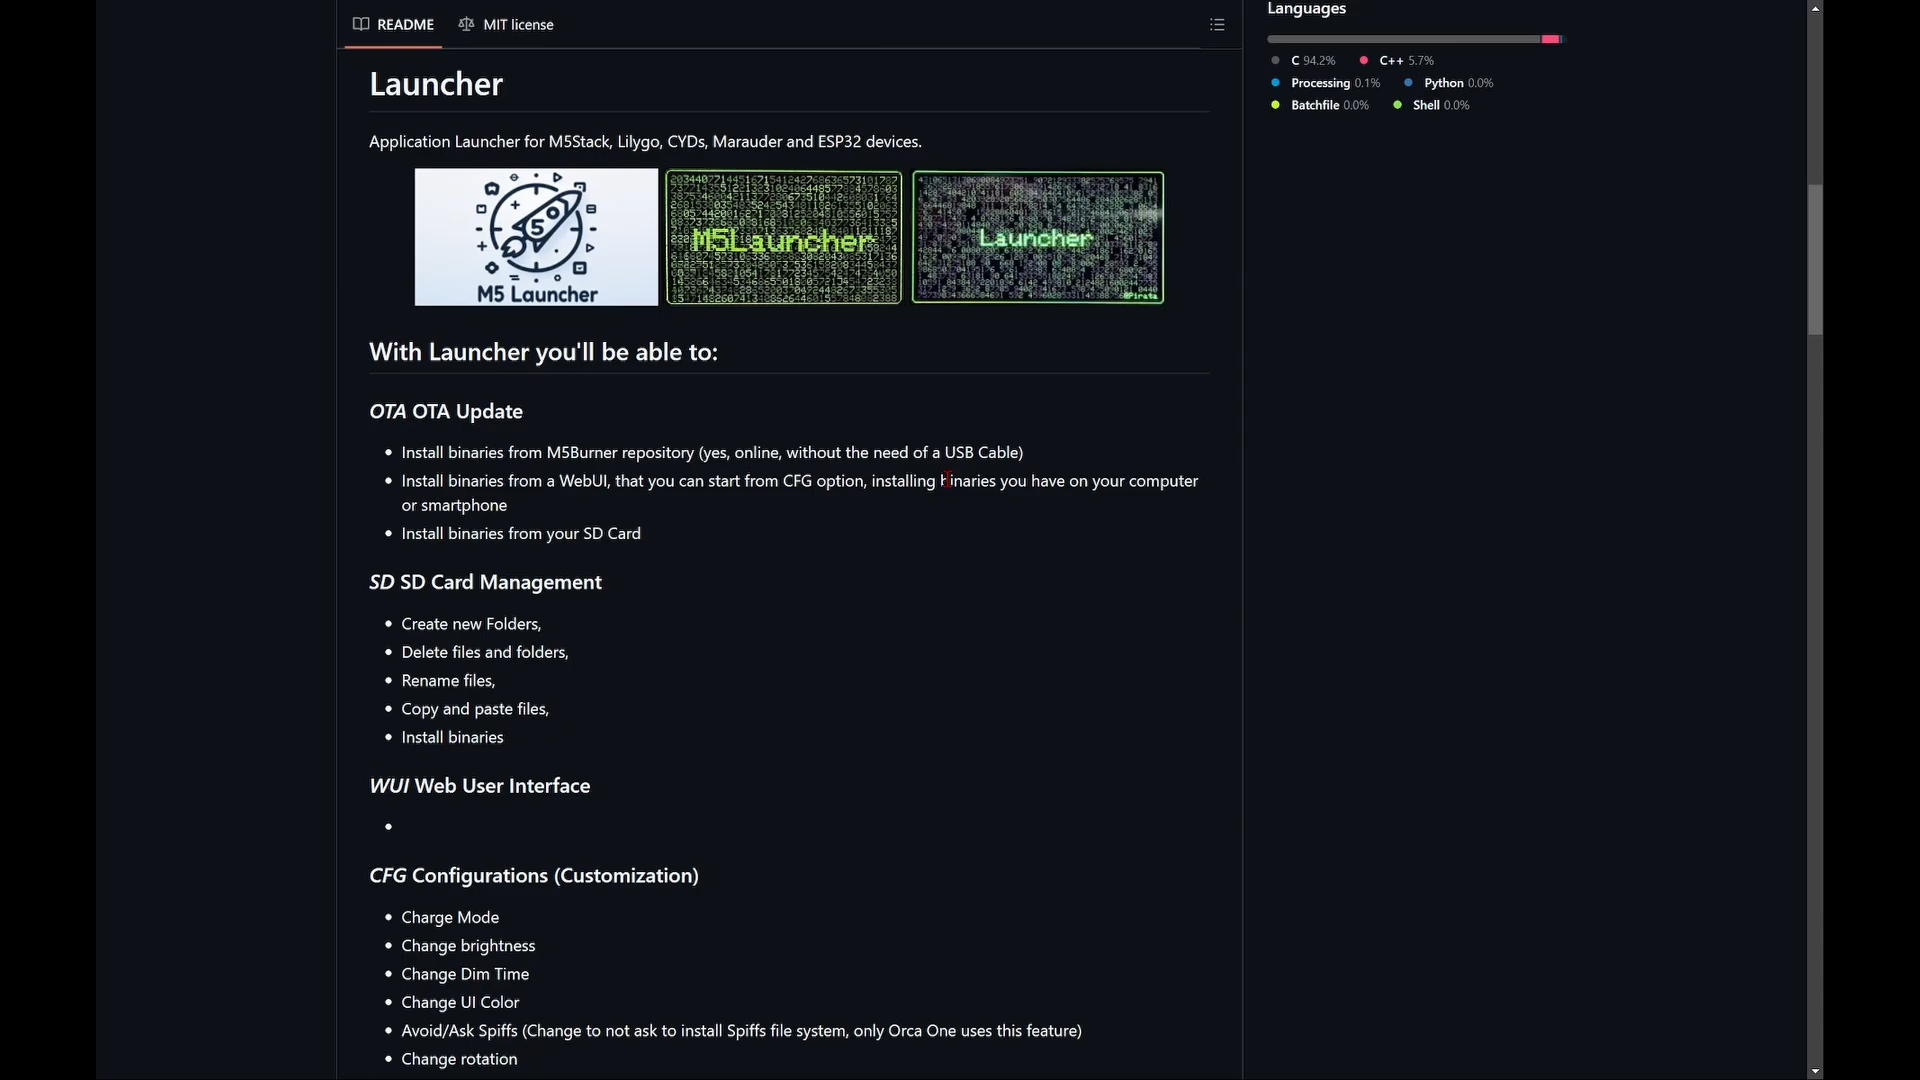 README
MIT license
Languages
C 94.2%
C++ 5.7%
Processing 0.1%
Python 0.0%
Batchfile 0.0%
Shell 0.0%
Launcher
Application Launcher for M5Stack, Lilygo, CYDs, Marauder and ESP32 devices.
5
M5 Launcher
M5Launcher
Launcher
With Launcher you'll be able to:
OTA OTA Update
Install binaries from M5Burner repository (yes, online, without the need of a USB Cable)
Install binaries from a WebUI, that you can start from CFG option, installing binaries you have on your computer
or smartphone
Install binaries from your SD Card
SD SD Card Management
Create new Folders,
Delete files and folders,
Rename files,
Copy and paste files,
Install binaries
WUI Web User Interface
CFG Configurations (Customization)
Charge Mode
Change brightness
Change Dim Time
Change UI Color
Avoid/Ask Spiffs (Change to not ask to install Spiffs file system, only Orca One uses this feature)
Change rotation